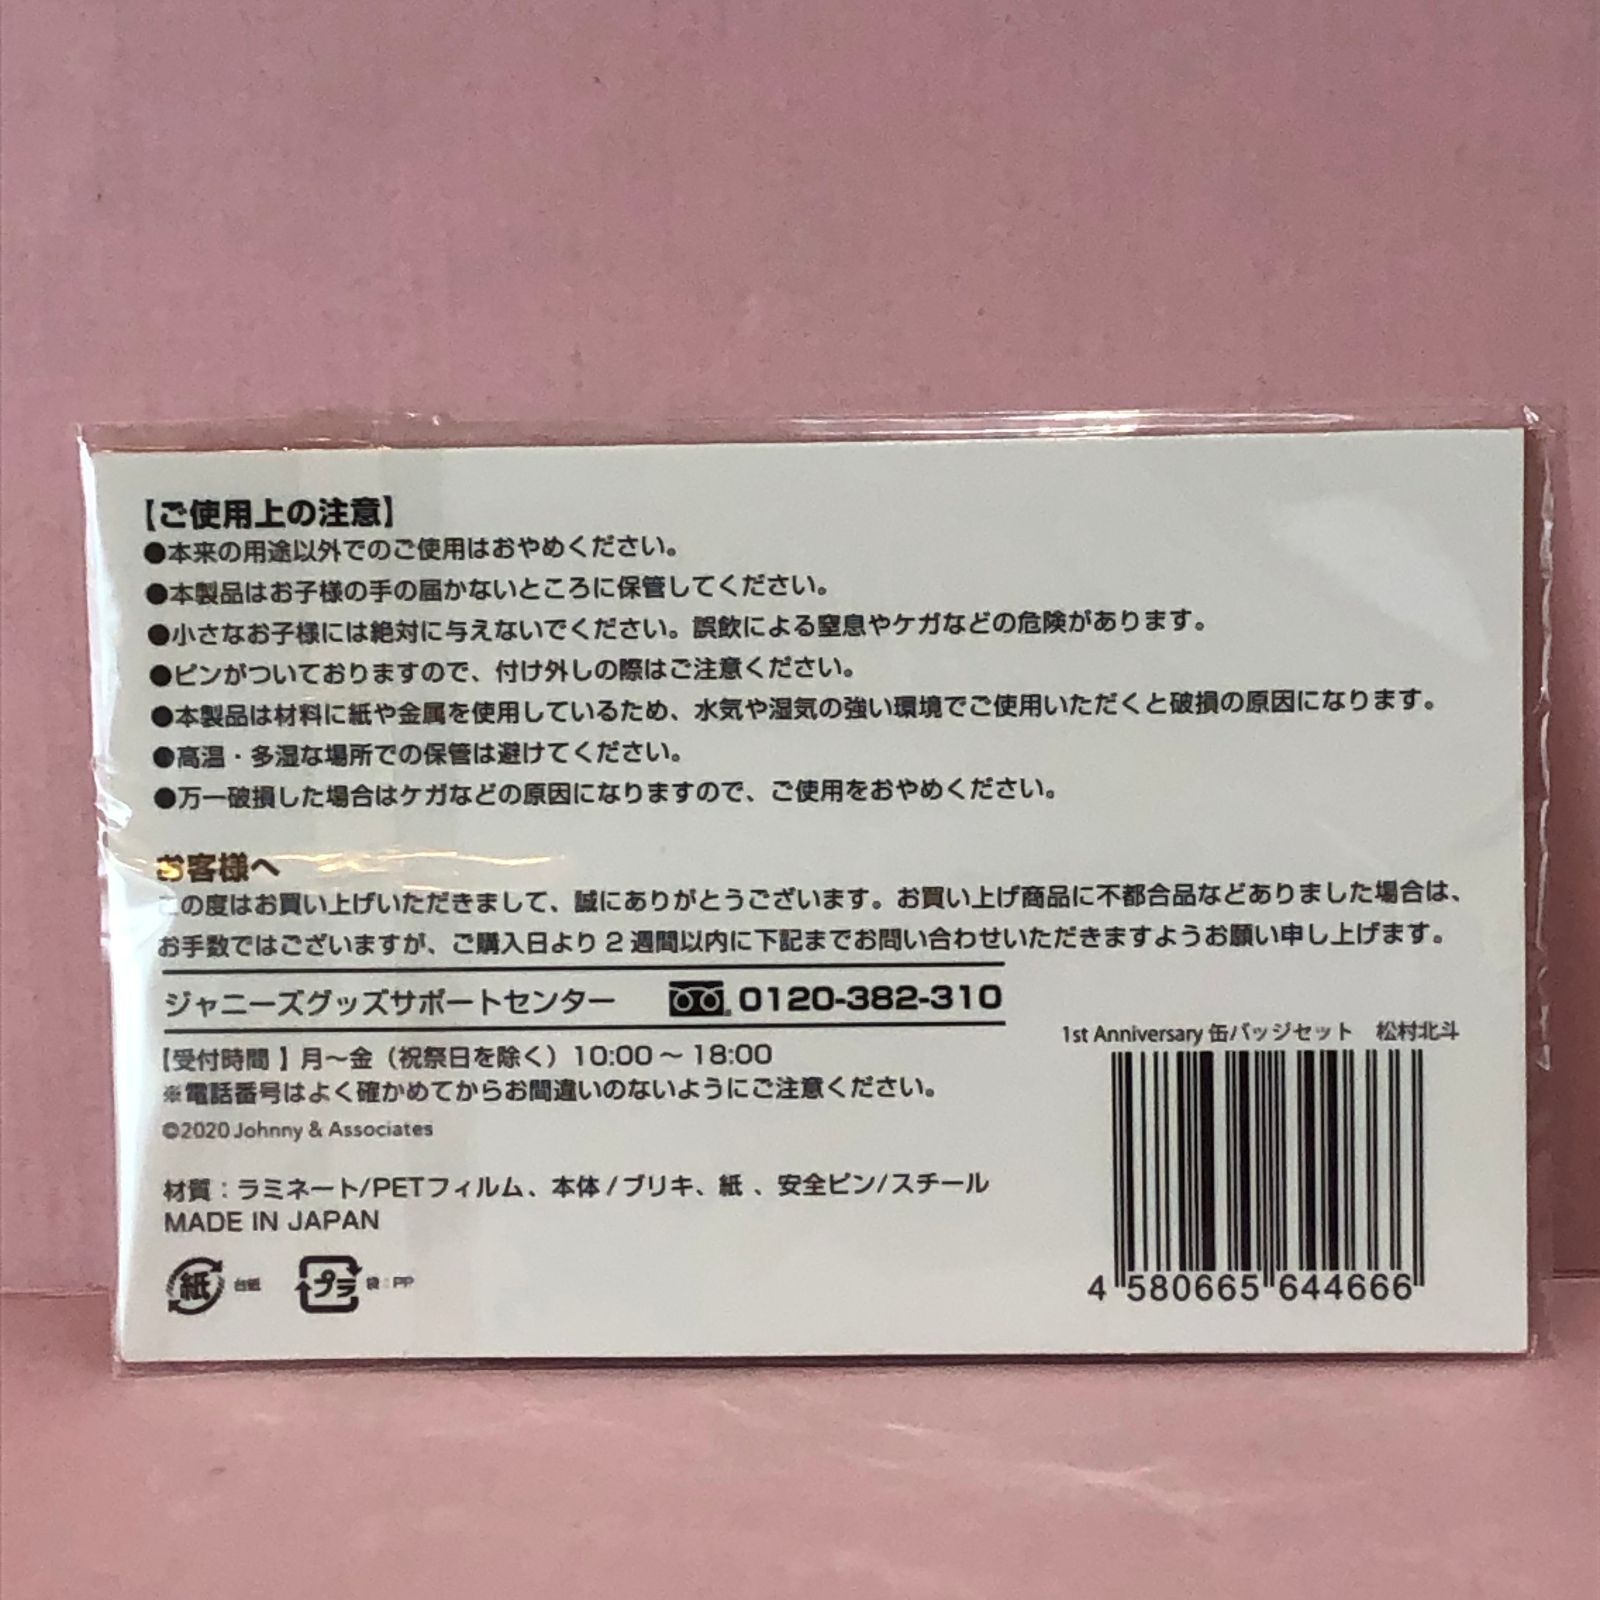 【ご使用上の注意】
●本来の用途以外でのご使用はおやめください。
●本製品はお子様の手の届かないところに保管してください。
●小さなお子様には絶対に与えないでください。誤飲による窒息やケガなどの危険があります。
●ピンがついておりますので、付け外しの際はご注意ください。
●本製品は材料に紙や金属を使用しているため、水気や湿気の強い環境でご使用いただくと破損の原因になります。
●高温・多湿な場所での保管は避けてください。
●万一破損した場合はケガなどの原因になりますので、ご使用をおやめください。
お客様へ
この度はお買い上げいただきまして、誠にありがとうございます。お買い上げ商品に不都合品などありました場合は、
お手数ではございますが、ご購入日より2週間以内に下記までお問い合わせいただきますようお願い申し上げます。
ジャニーズグッズサポートセンター 0120-382-310
【受付時間】月〜金（祝祭日を除く）10:00〜18:00
※電話番号はよく確かめてからお間違いのないようにご注意ください。
©2020 Johnny & Associates
材質：ラミネート/PETフィルム、本体/ブリキ、紙、安全ピン/スチール
MADE IN JAPAN
紙 台紙 プラ 袋：PP
1st Anniversary 缶バッジセット 松村北斗
4 580665 644666